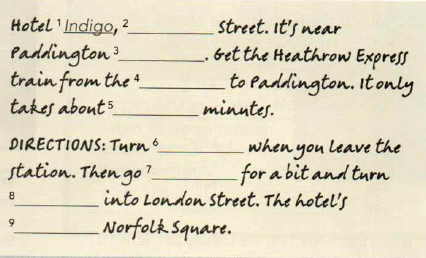 Hotel ¹ Indigo, ² __________ Street. It's near
Paddington ³ __________. Get the Heathrow Express
train from the ⁴ __________ to Paddington. It only
takes about ⁵ __________ minutes.
DIRECTIONS: Turn ⁶ __________ when you leave the
station. Then go ⁷ __________ for a bit and turn
⁸ __________ into London Street. The hotel's
⁹ __________ Norfolk Square.